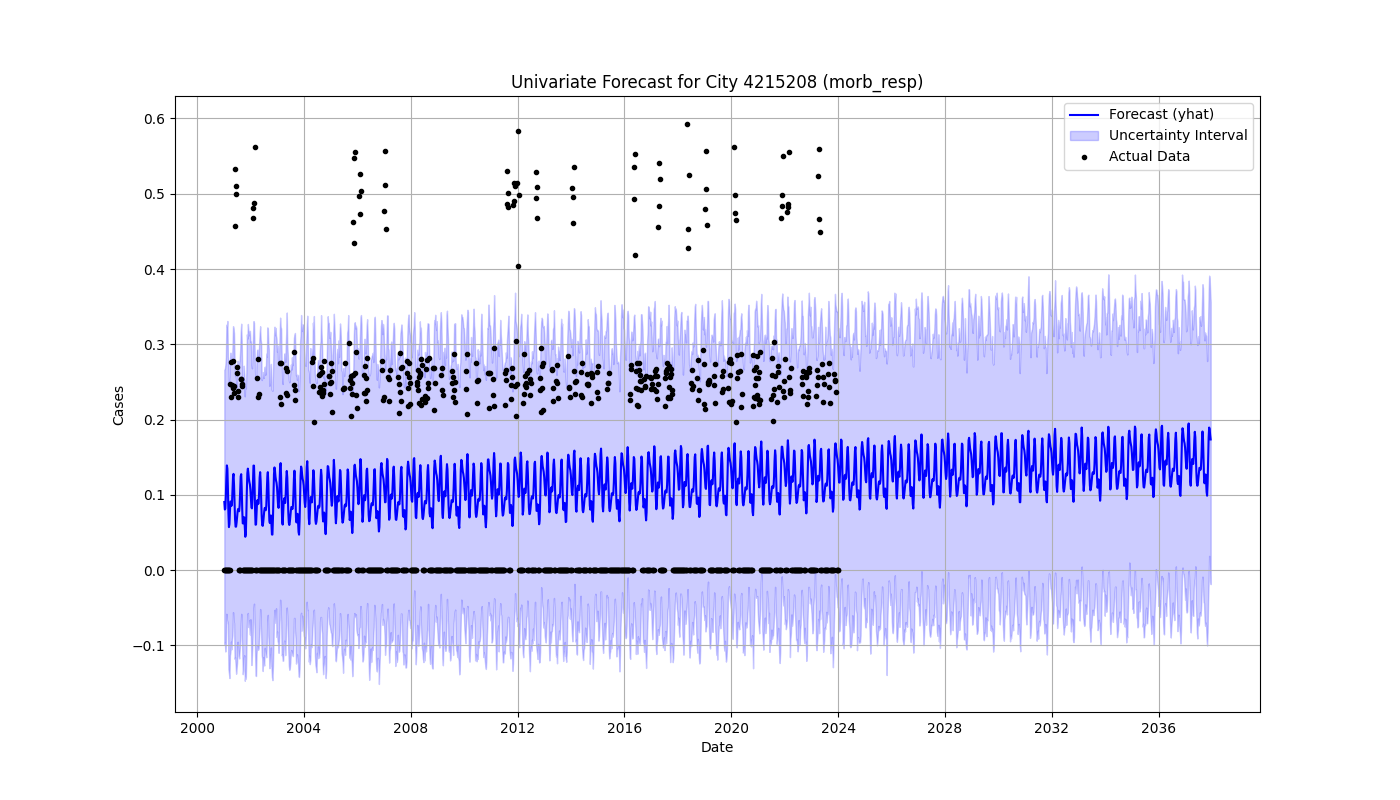 Univariate Forecast for City 4215208 (morb_resp)
Forecast (yhat)
Uncertainty Interval
Actual Data
Cases
0.6
0.5
0.4
0.3
0.2
0.1
0.0
−0.1
2000 2004 2008 2012 2016 2020 2024 2028 2032 2036
Date